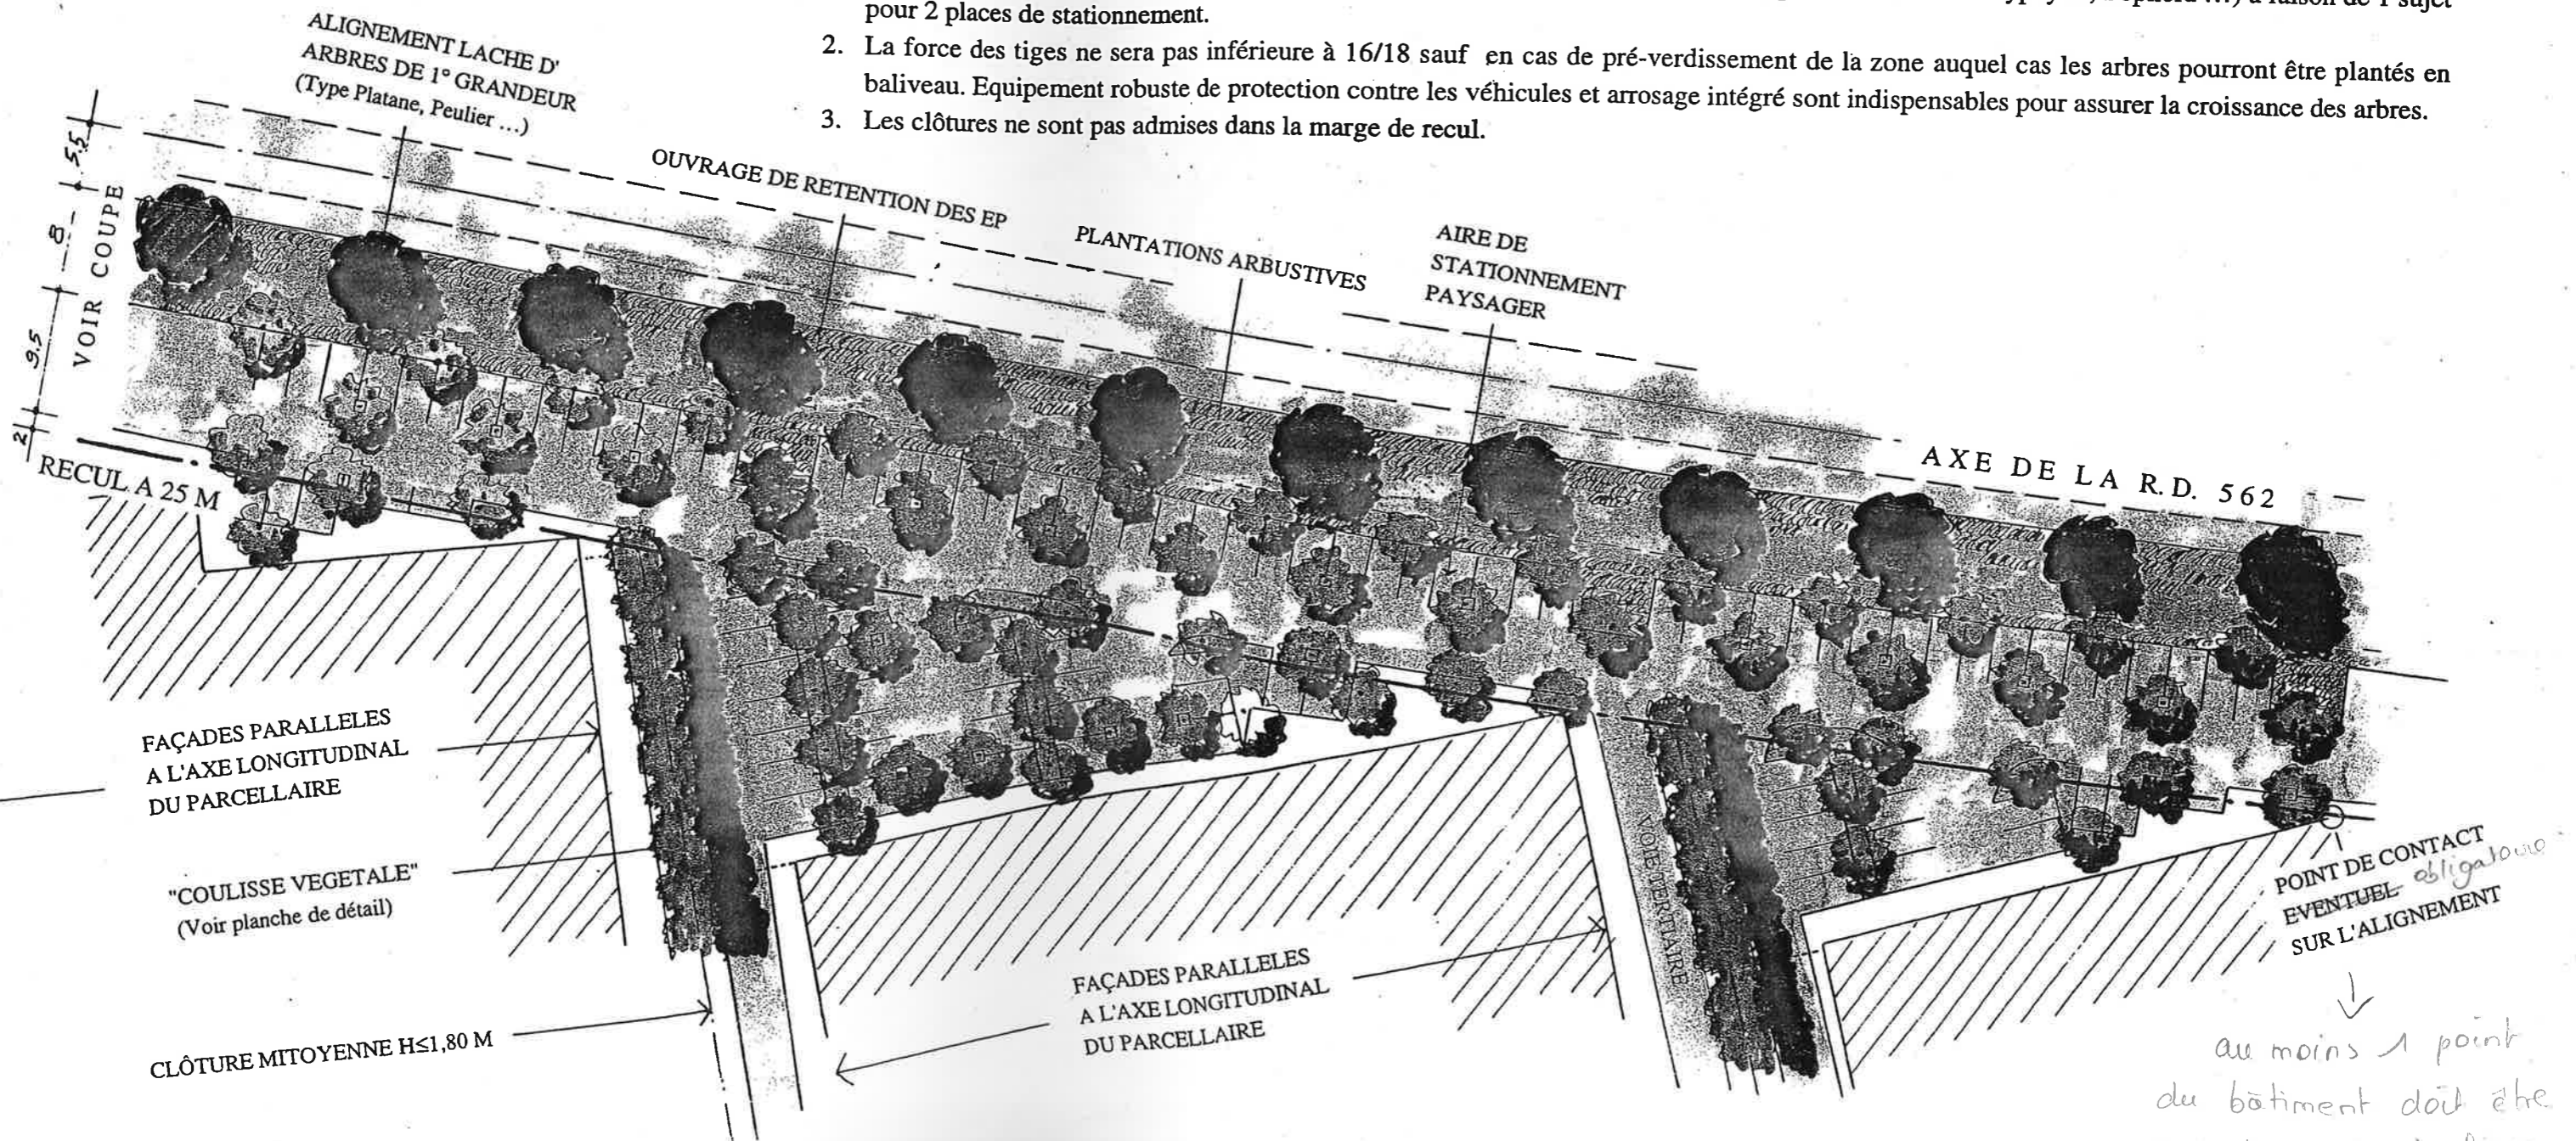 à raison de 1 sujet
pour 2 places de stationnement.
2. La force des tiges ne sera pas inférieure à 16/18 sauf en cas de pré-verdissement de la zone auquel cas les arbres pourront être plantés en
baliveau. Equipement robuste de protection contre les véhicules et arrosage intégré sont indispensables pour assurer la croissance des arbres.
3. Les clôtures ne sont pas admises dans la marge de recul.
ALIGNEMENT LACHE D'
ARBRES DE 1° GRANDEUR
(Type Platane, Peulier ...)
OUVRAGE DE RETENTION DES EP
PLANTATIONS ARBUSTIVES
AIRE DE
STATIONNEMENT
PAYSAGER
5.5
8
9.5
2
VOIR COUPE
RECUL A 25 M
AXE DE LA R.D. 562
FAÇADES PARALLELES
A L'AXE LONGITUDINAL
DU PARCELLAIRE
"COULISSE VEGETALE"
(Voir planche de détail)
CLÔTURE MITOYENNE H≤1,80 M
FAÇADES PARALLELES
A L'AXE LONGITUDINAL
DU PARCELLAIRE
VOIE TERTIAIRE
POINT DE CONTACT
EVENTUEL obligatoire
SUR L'ALIGNEMENT
au moins 1 point
du bâtiment doit être